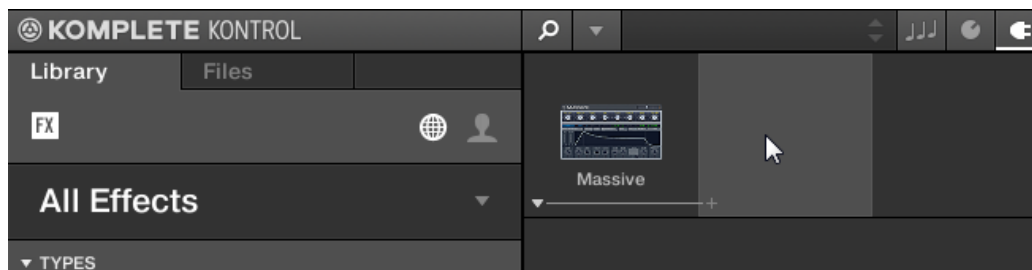 KOMPLETE KONTROL
Library
Files
FX
All Effects
TYPES
Massive